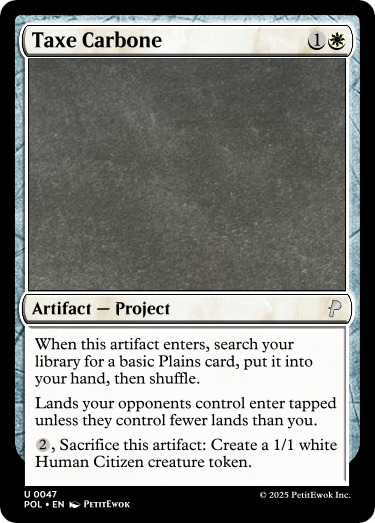 Taxe Carbone 1
Artifact — Project
When this artifact enters, search your
library for a basic Plains card, put it into
your hand, then shuffle.
Lands your opponents control enter tapped
unless they control fewer lands than you.
2, Sacrifice this artifact: Create a 1/1 white
Human Citizen creature token.
U 0047
POL • EN PetitEwok
© 2025 PetitEwok Inc.